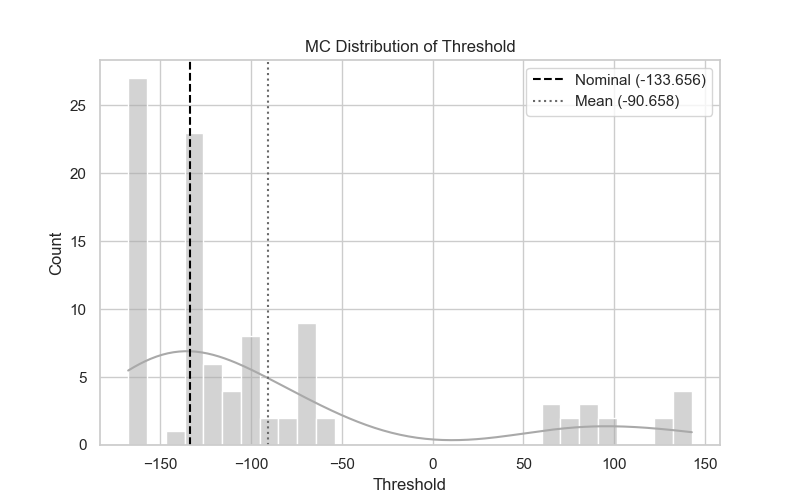 MC Distribution of Threshold
Nominal (-133.656)
Mean (-90.658)
25
20
15
10
5
0
Count
−150
−100
−50
0
50
100
150
Threshold